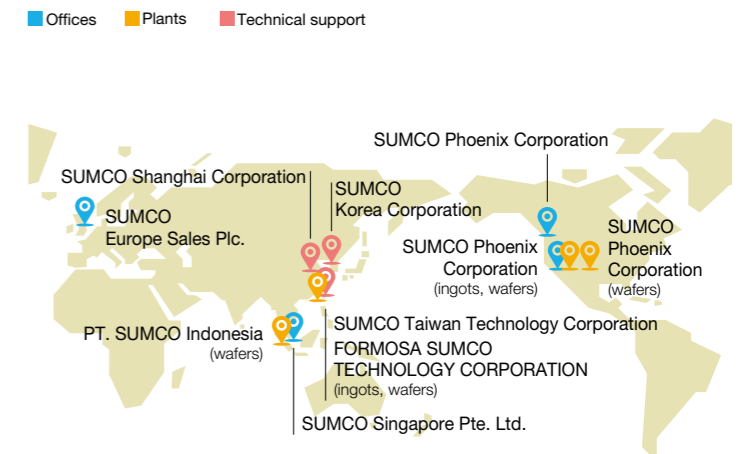 Offices
Plants
Technical support
SUMCO Phoenix Corporation
SUMCO Shanghai Corporation
SUMCO
Korea Corporation
SUMCO
Europe Sales Plc.
SUMCO Phoenix
Corporation
(ingots, wafers)
SUMCO
Phoenix
Corporation
(wafers)
PT. SUMCO Indonesia
(wafers)
SUMCO Taiwan Technology Corporation
FORMOSA SUMCO
TECHNOLOGY CORPORATION
(ingots, wafers)
SUMCO Singapore Pte. Ltd.